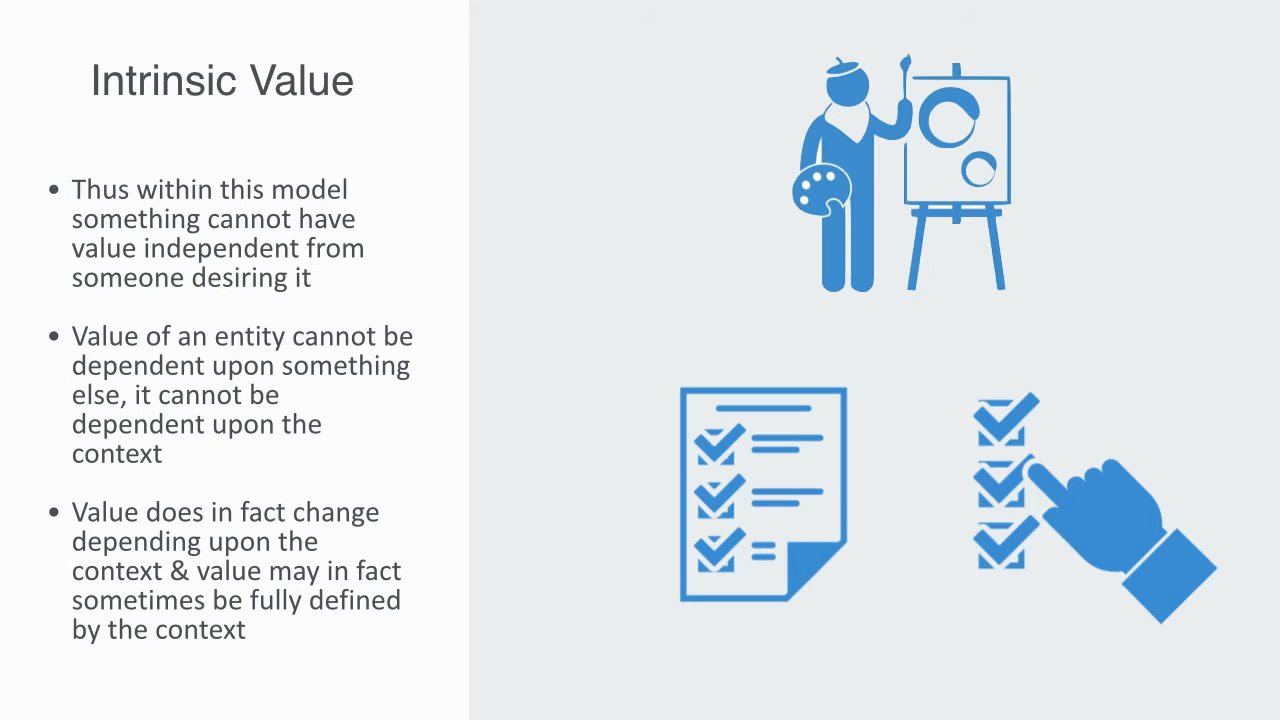 Intrinsic Value
• Thus within this model
something cannot have
value independent from
someone desiring it
• Value of an entity cannot be
dependent upon something
else, it cannot be
dependent upon the
context
• Value does in fact change
depending upon the
context & value may in fact
sometimes be fully defined
by the context